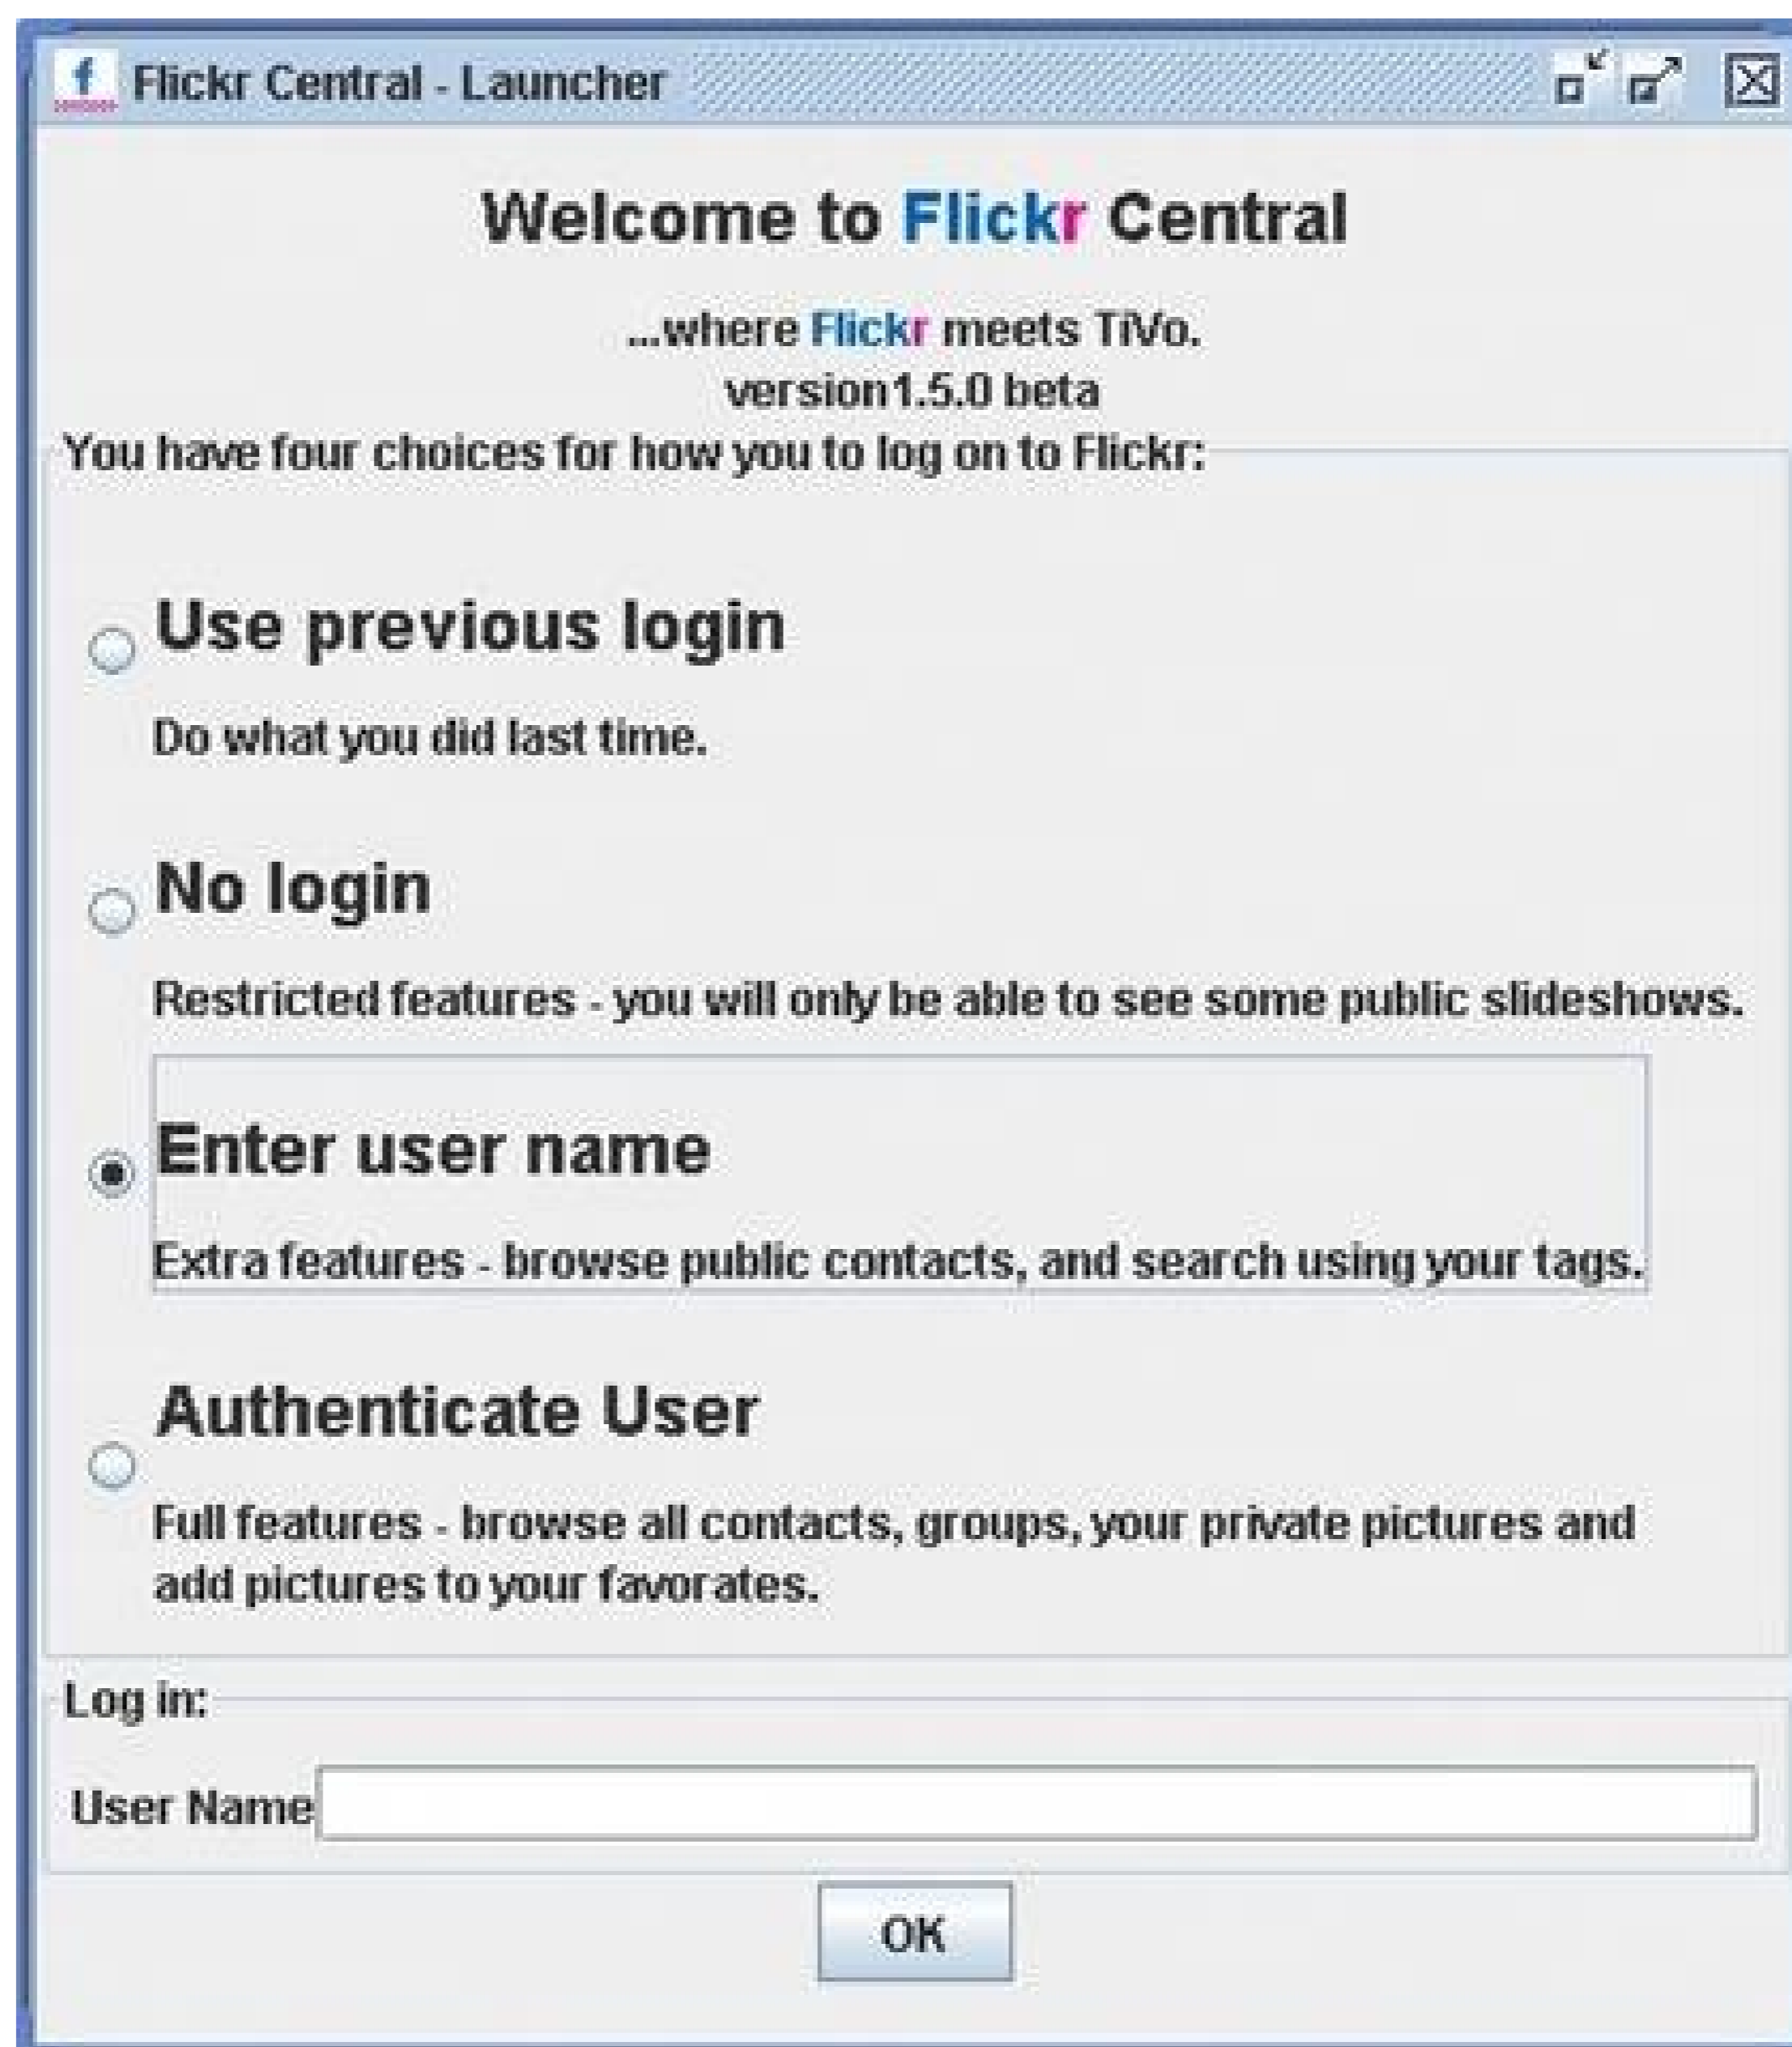 f Flickr Central - Launcher
Welcome to Flickr Central
...where Flickr meets TiVo.
version1.5.0 beta
You have four choices for how you to log on to Flickr:
Use previous login
Do what you did last time.
No login
Restricted features - you will only be able to see some public slideshows.
Enter user name
Extra features - browse public contacts, and search using your tags.
Authenticate User
Full features - browse all contacts, groups, your private pictures and
add pictures to your favorates.
Log in:
User Name
OK